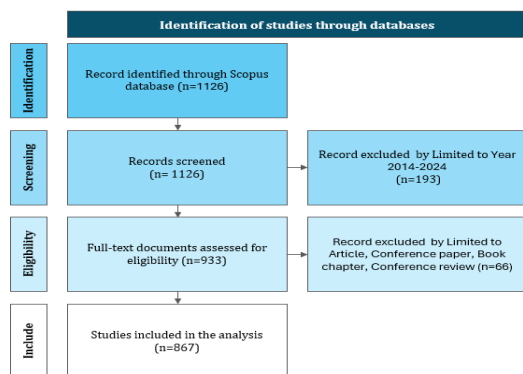 Identification of studies through databases
Identification
Record identified through Scopus
database (n=1126)
Screening
Records screened
(n= 1126)
Record excluded by Limited to Year
2014-2024
(n=193)
Eligibility
Full-text documents assessed for
eligibility (n=933)
Record excluded by Limited to
Article, Conference paper, Book
chapter, Conference review (n=66)
Include
Studies included in the analysis
(n=867)